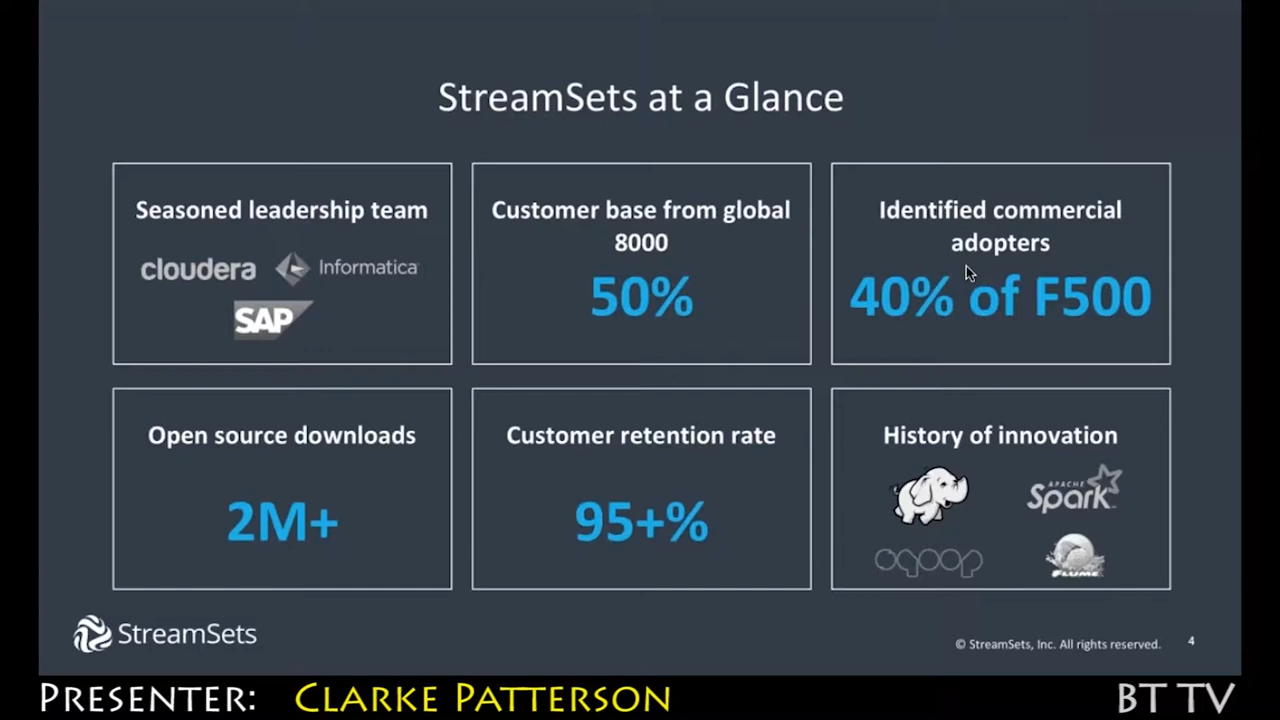 StreamSets at a Glance
Seasoned leadership team
cloudera
Informatica
SAP
Customer base from global
8000
50%
Identified commercial
adopters
40% of F500
Open source downloads
2M+
Customer retention rate
95+%
History of innovation
APACHE
Spark
sqoop
FLUME
StreamSets
© StreamSets, Inc. All rights reserved.
4
PRESENTER: CLARKE PATTERSON
BT TV